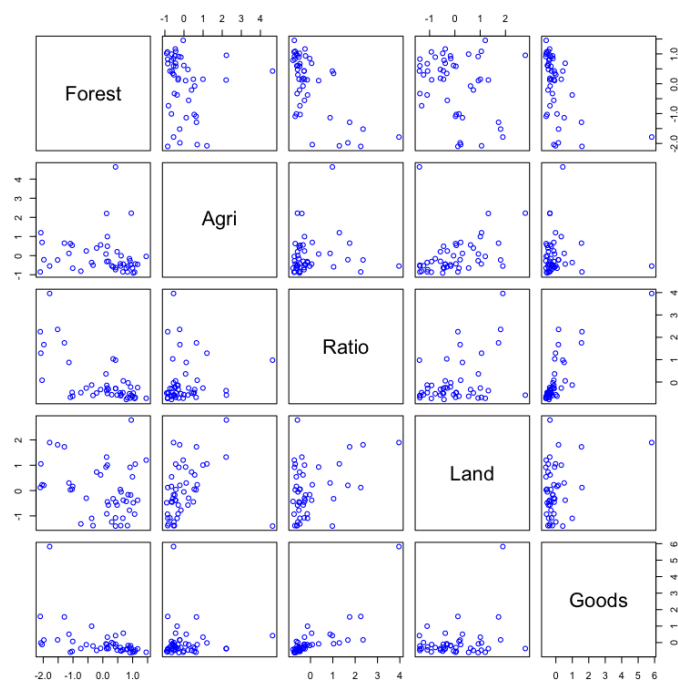 -1 0 1 2 3 4 -1 0 1 2
Forest
-2.0 -1.0 0.0 1.0
Agri
-1 0 1 2 3 4
Ratio
0 1 2 3 4
Land
-1 0 1 2
Goods
0 1 2 3 4 5 6
-2.0 -1.0 0.0 1.0 0 1 2 3 4 0 1 2 3 4 5 6